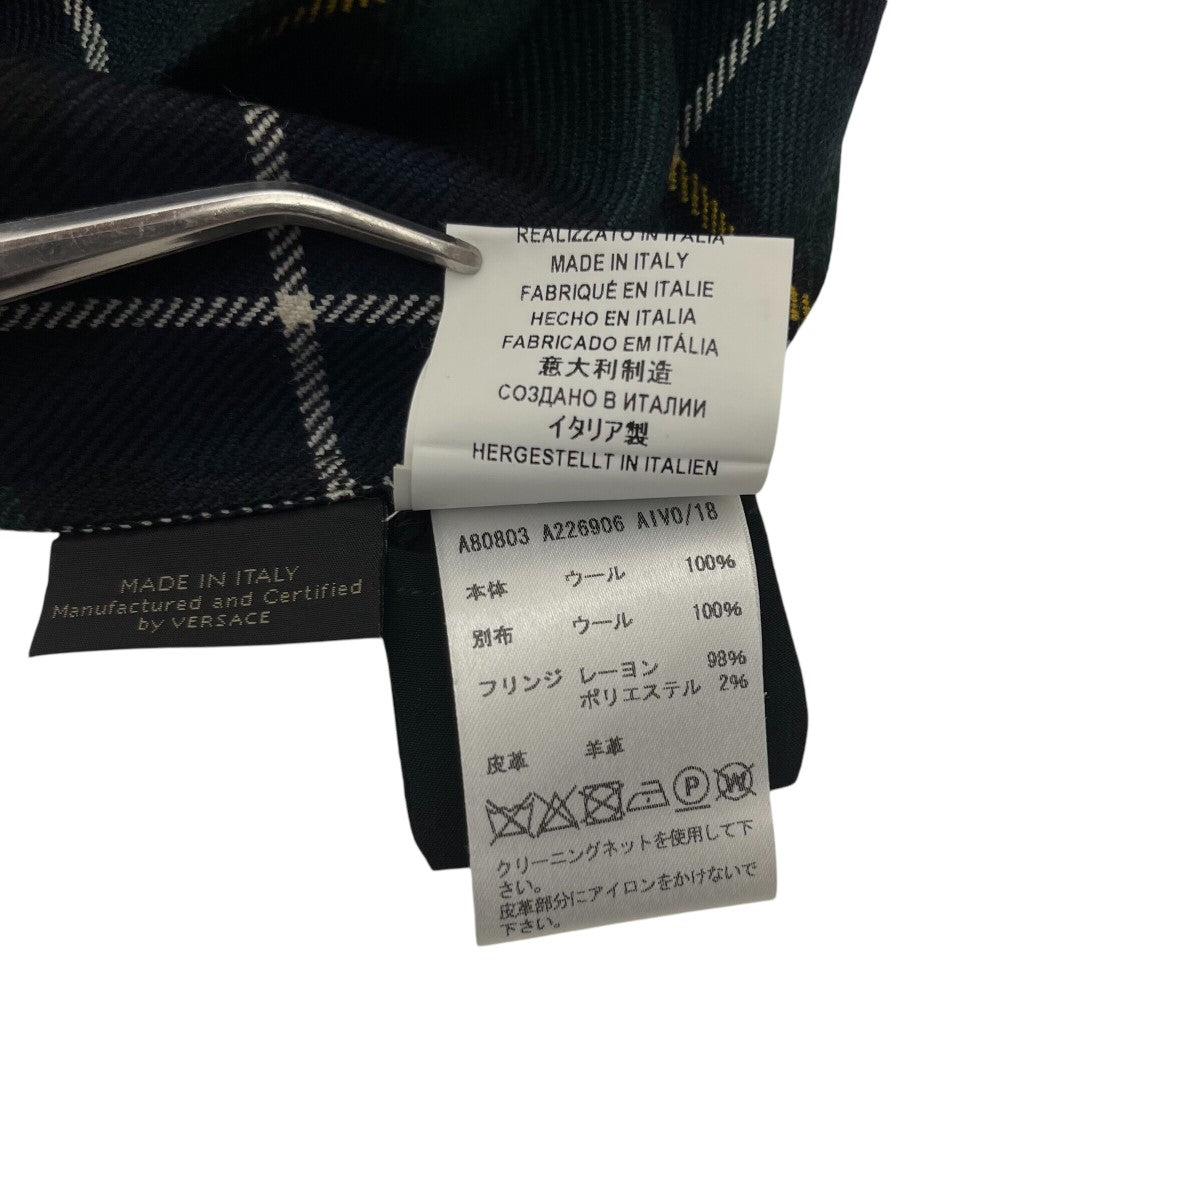 REALIZZATO IN ITALIA
MADE IN ITALY
FABRIQUÉ EN ITALIE
HECHO EN ITALIA
FABRICADO EM ITÁLIA
意大利制造
СОЗДАНО В ИТАЛИИ
イタリア製
HERGESTELLT IN ITALIEN
MADE IN ITALY
Manufactured and Certified
by VERSACE
A80803 A226906 AIV0/18
本体 ウール 100%
別布 ウール 100%
フリンジ レーヨン 98%
ポリエステル 2%
皮革 羊革
P
W
クリーニングネットを使用して下
さい。
皮革部分にアイロンをかけないで
下さい。